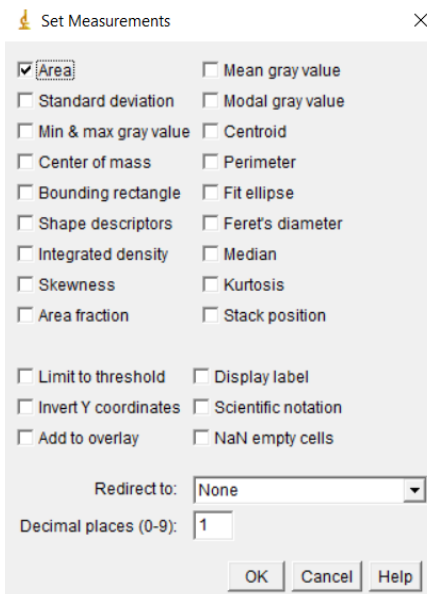 Set Measurements
Area Mean gray value
Standard deviation Modal gray value
Min & max gray value Centroid
Center of mass Perimeter
Bounding rectangle Fit ellipse
Shape descriptors Feret's diameter
Integrated density Median
Skewness Kurtosis
Area fraction Stack position
Limit to threshold Display label
Invert Y coordinates Scientific notation
Add to overlay NaN empty cells
Redirect to: None
Decimal places (0-9): 1
OK Cancel Help